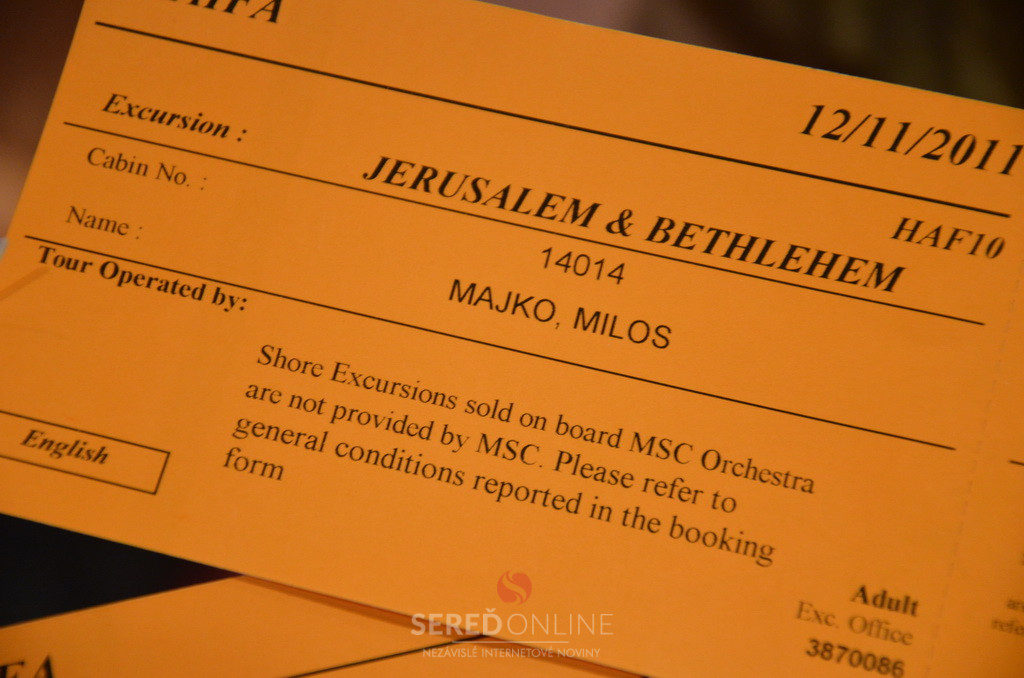 12/11/2011
Excursion :
JERUSALEM & BETHLEHEM
HAF10
Cabin No. :
14014
Name :
MAJKO, MILOS
Tour Operated by:
Shore Excursions sold on board MSC Orchestra
are not provided by MSC. Please refer to
general conditions reported in the booking
form
English
Adult
Exc. Office
3870086
SEREĎONLINE
NEZÁVISLÉ INTERNETOVÉ NOVINY